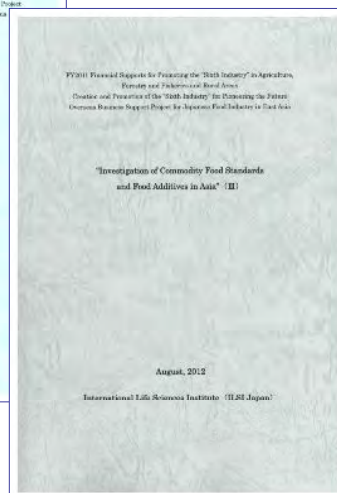 Project
FY2011 Financial Supports for Promoting the "Sixth Industry" in Agriculture,
Forestry and Fisheries and Rural Areas
Creation and Promotion of the "Sixth Industry" for Pioneering the Future
Overseas Business Support Project for Japanese Food Industry in East Asia
"Investigation of Commodity Food Standards
and Food Additives in Asia" (II)
August, 2012
International Life Sciences Institute (ILSI Japan)